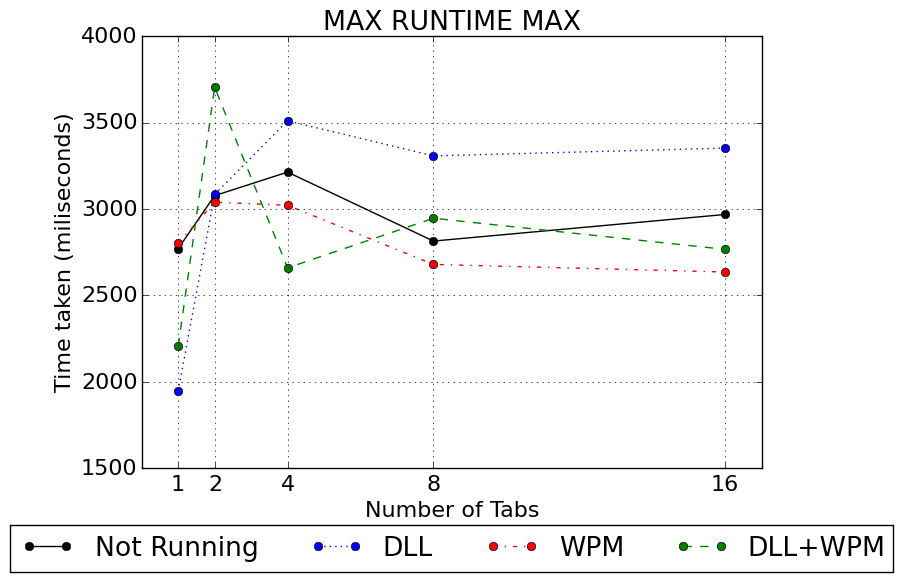 MAX RUNTIME MAX
4000
3500
3000
2500
2000
1500
Time taken (miliseconds)
1 2 4 8 16
Number of Tabs
Not Running DLL WPM DLL+WPM